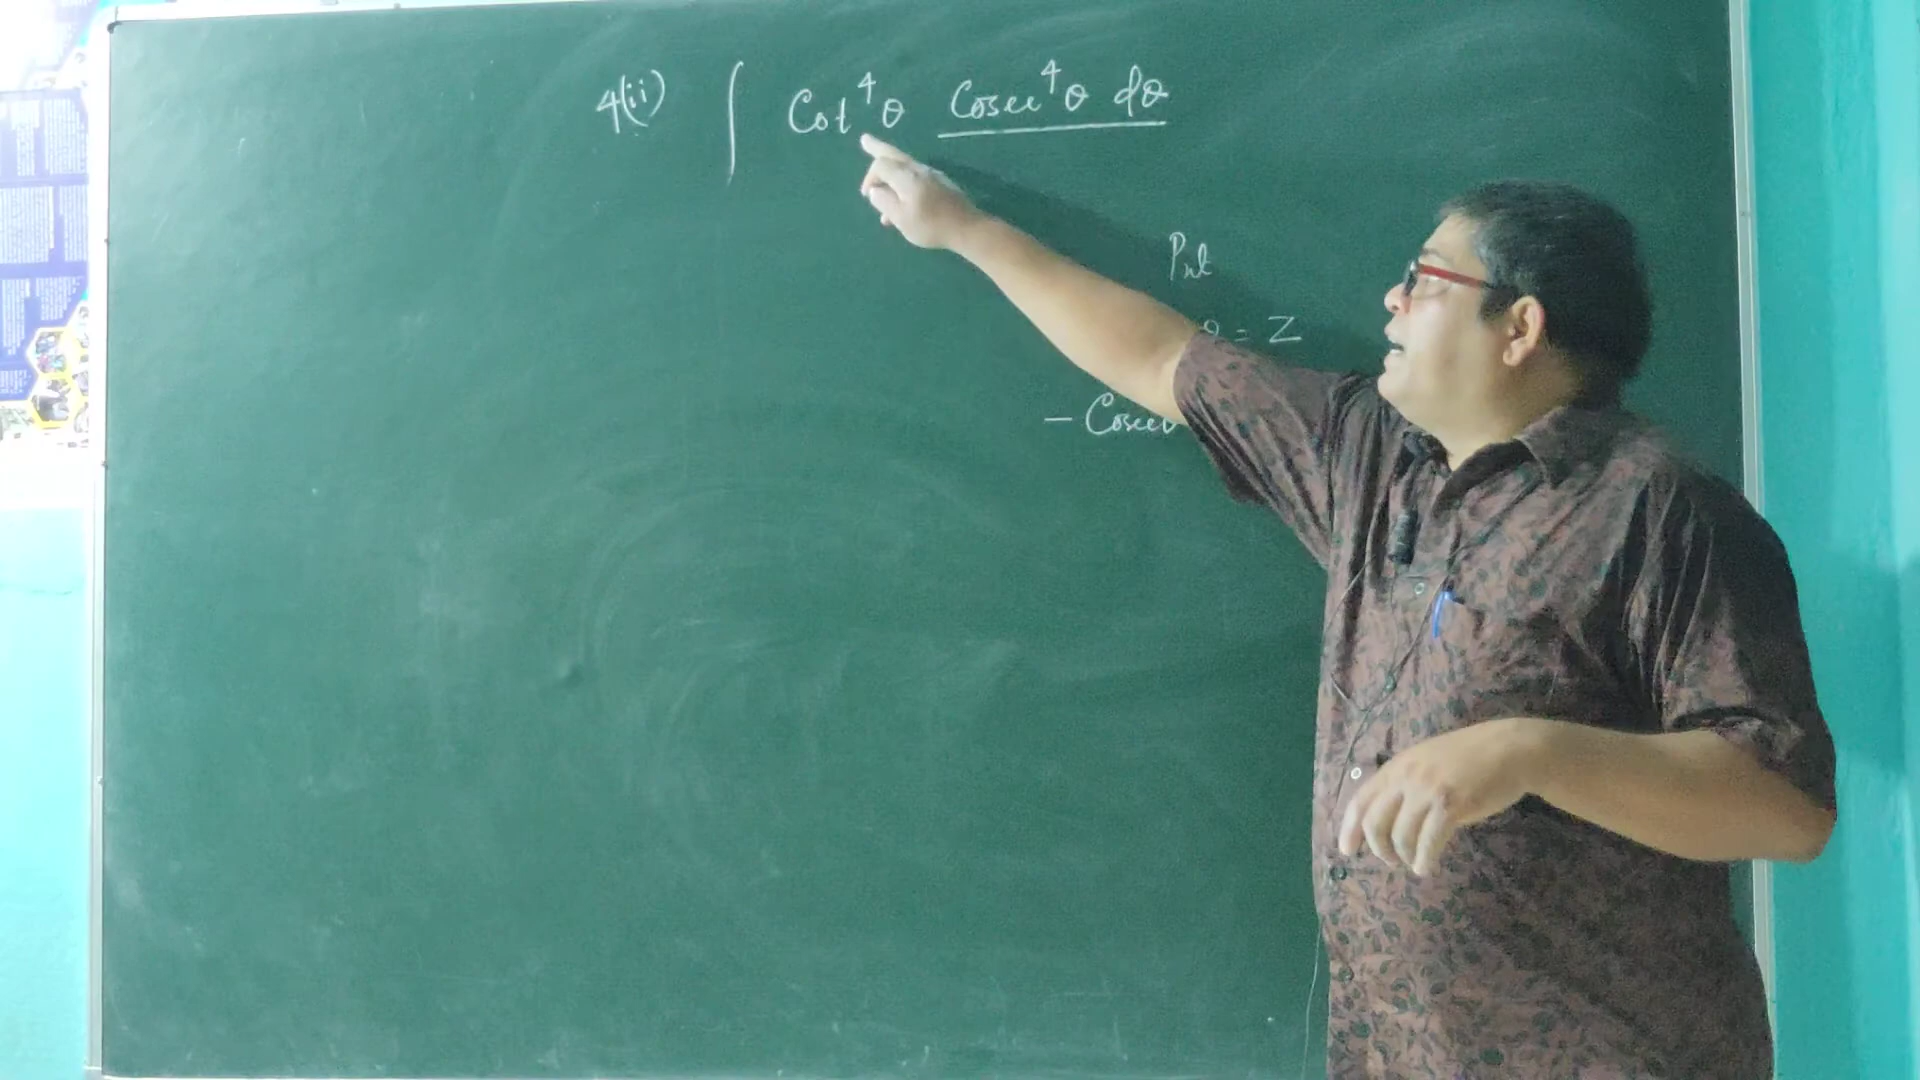 4(ii) ∫ Cot⁴θ Cosec⁴θ dθ
Put
θ = Z
– Cosec